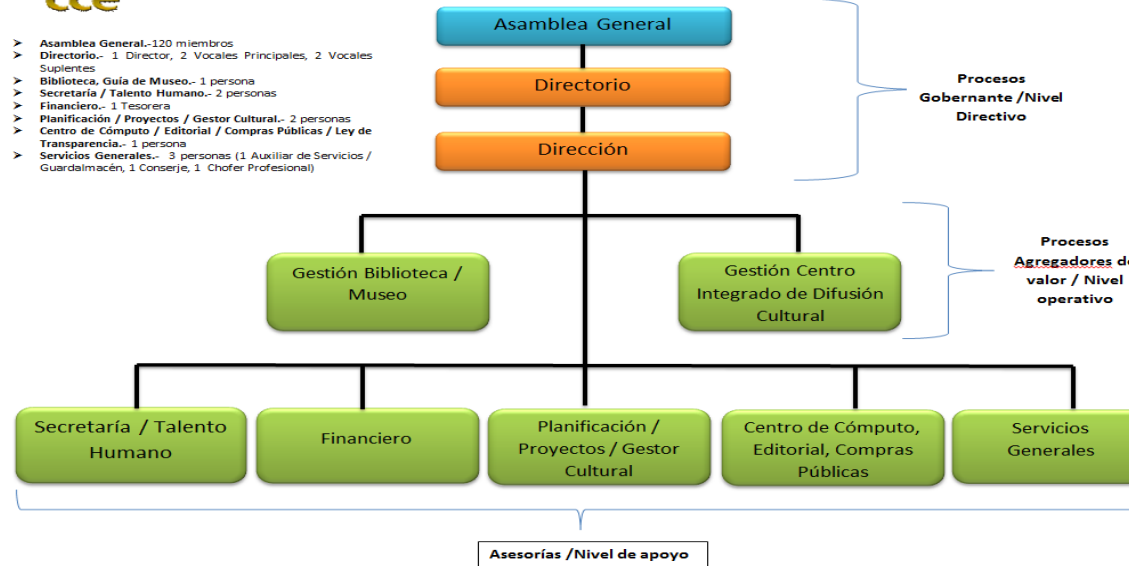 cce
➤ Asamblea General.-120 miembros
➤ Directorio.- 1 Director, 2 Vocales Principales, 2 Vocales
Suplentes
➤ Biblioteca, Guía de Museo.- 1 persona
➤ Secretaría / Talento Humano.- 2 personas
➤ Financiero.- 1 Tesorera
➤ Planificación / Proyectos / Gestor Cultural.- 2 personas
➤ Centro de Cómputo / Editorial / Compras Públicas / Ley de
Transparencia.- 1 persona
➤ Servicios Generales.- 3 personas (1 Auxiliar de Servicios /
Guardalmacén, 1 Conserje, 1 Chofer Profesional)
Asamblea General
Directorio
Dirección
Procesos
Gobernante /Nivel
Directivo
Gestión Biblioteca /
Museo
Gestión Centro
Integrado de Difusión
Cultural
Procesos
Agregadores de
valor / Nivel
operativo
Secretaría / Talento
Humano
Financiero
Planificación /
Proyectos / Gestor
Cultural
Centro de Cómputo,
Editorial, Compras
Públicas
Servicios
Generales
Asesorías /Nivel de apoyo